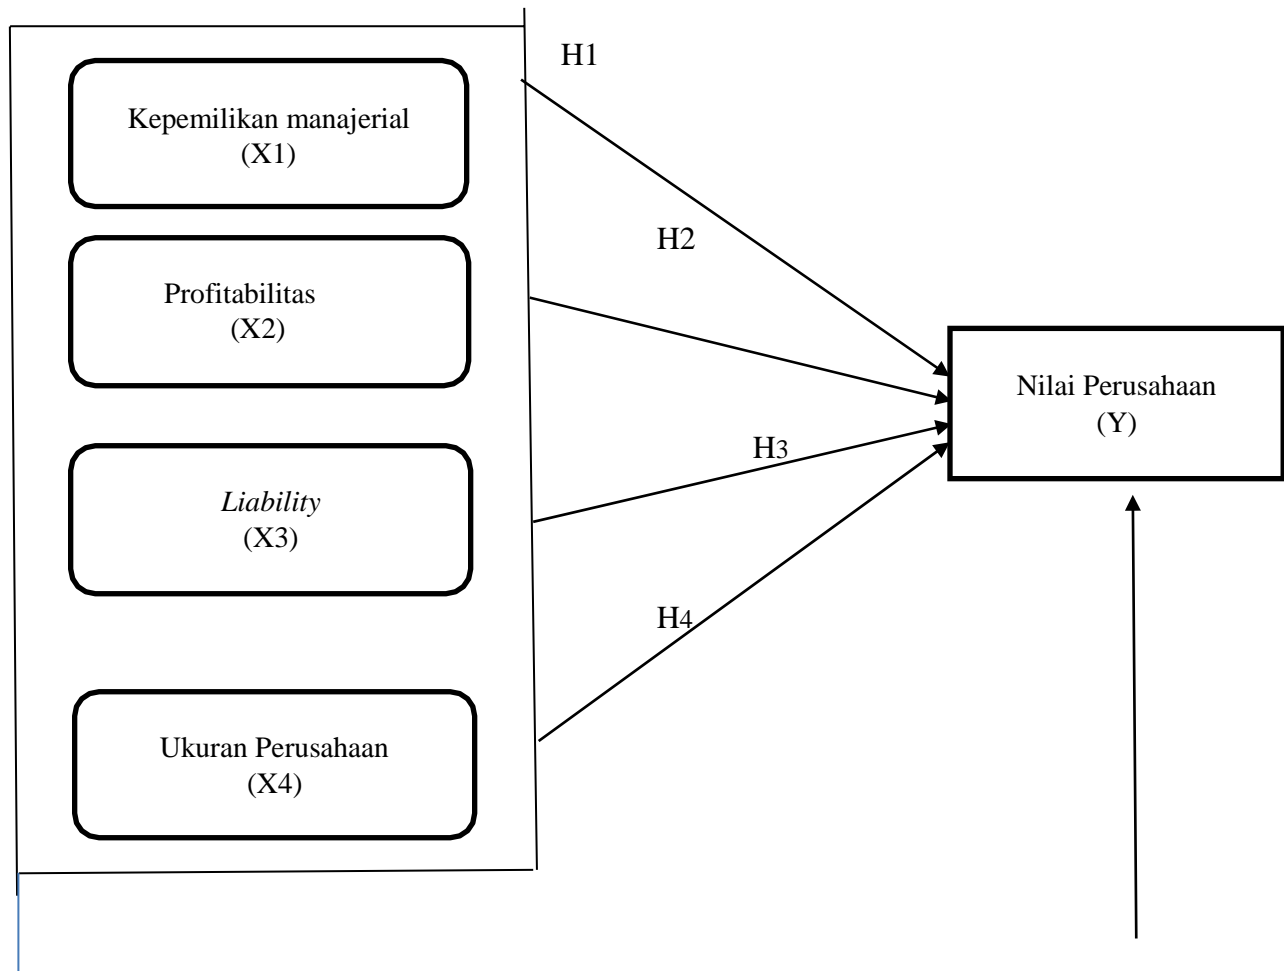 H1
Kepemilikan manajerial
(X1)
H2
Profitabilitas
(X2)
Nilai Perusahaan
(Y)
H3
Liability
(X3)
H4
Ukuran Perusahaan
(X4)